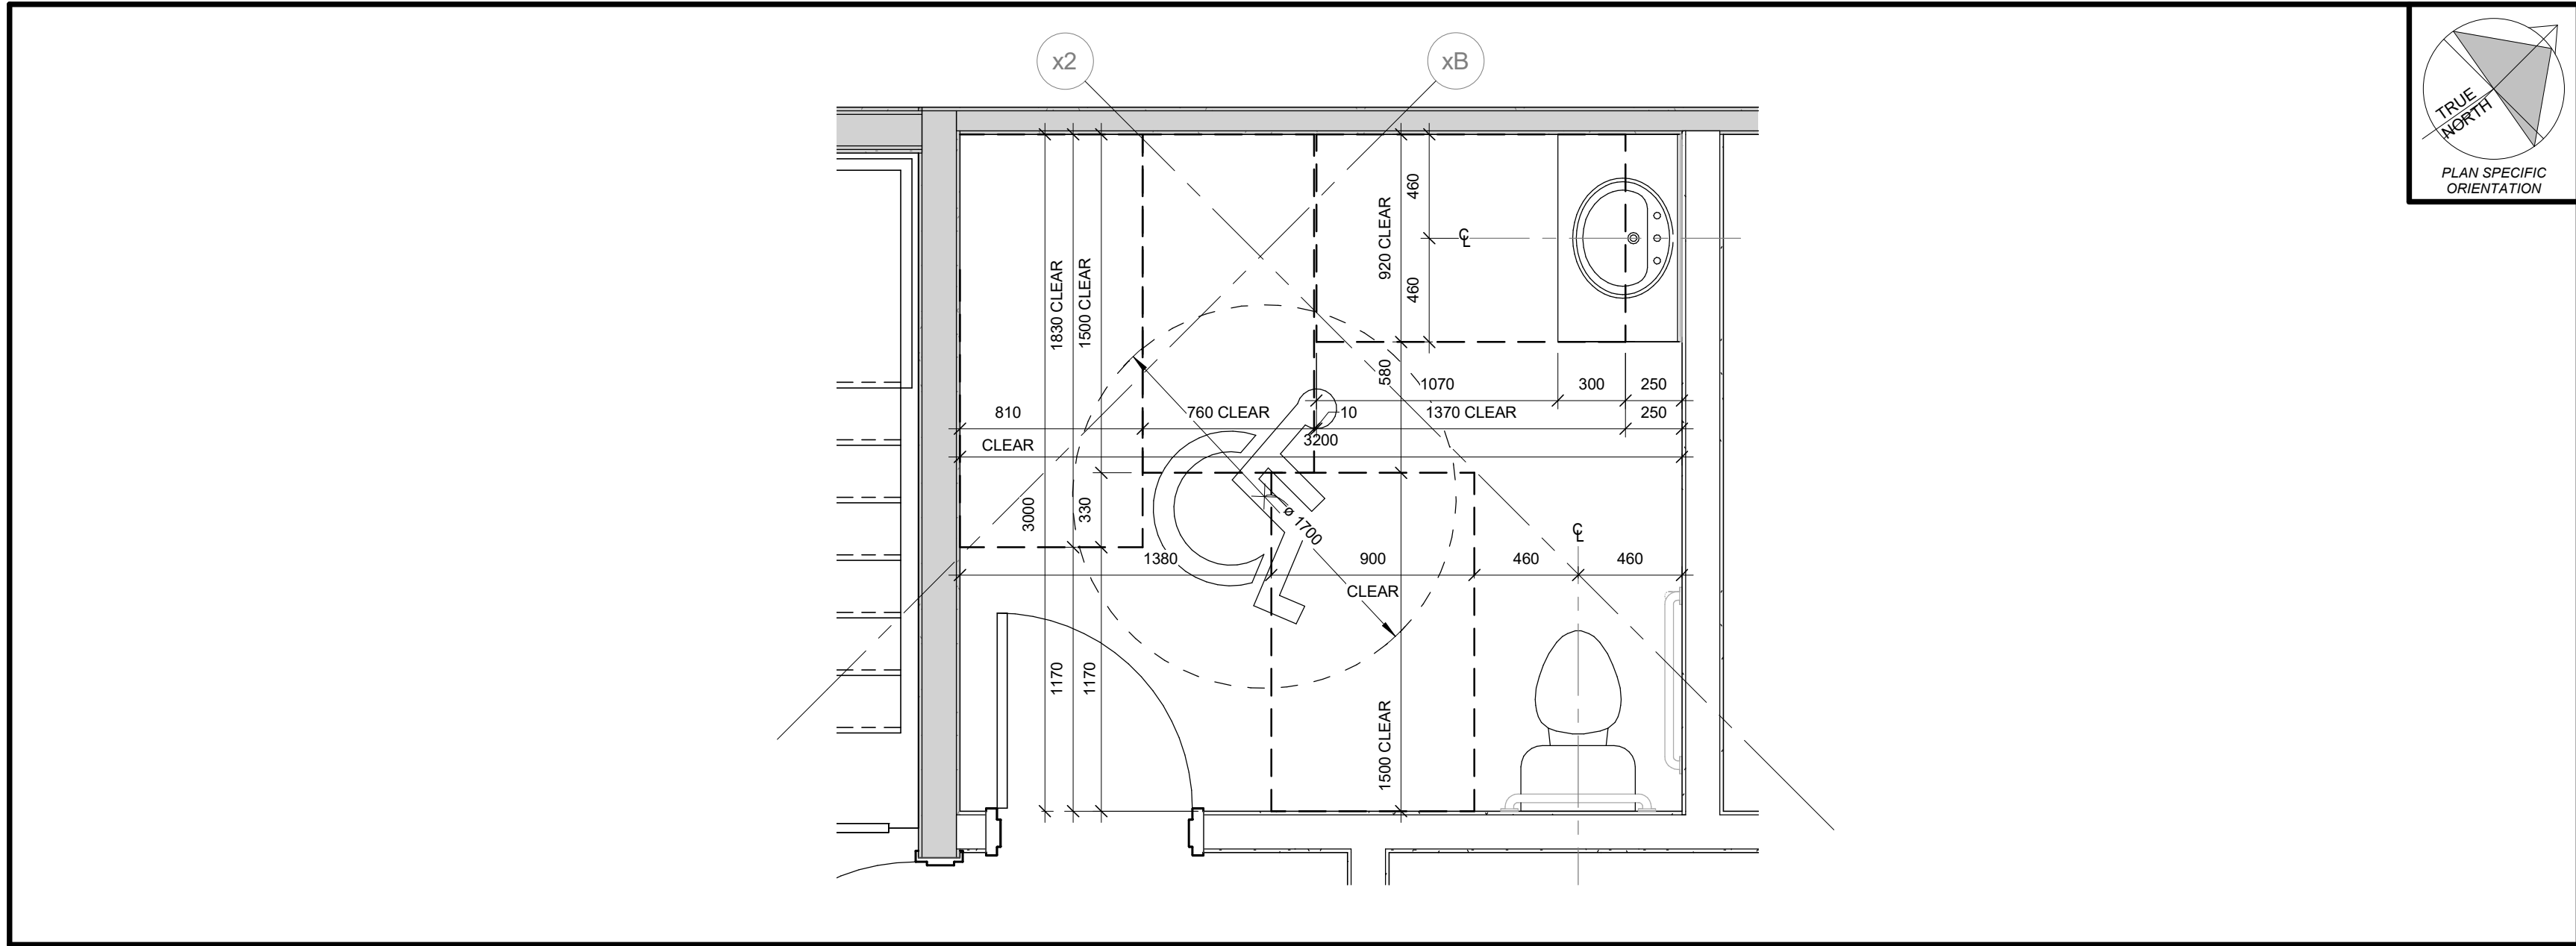 x2
xB
TRUE
NORTH
PLAN SPECIFIC
ORIENTATION
460
920 CLEAR
℄
460
1830 CLEAR
1500 CLEAR
580
1070
300
250
810
760 CLEAR
10
1370 CLEAR
250
CLEAR
3200
3000
330
ø 1700
℄
1380
900
460
460
CLEAR
1170
1170
1500 CLEAR